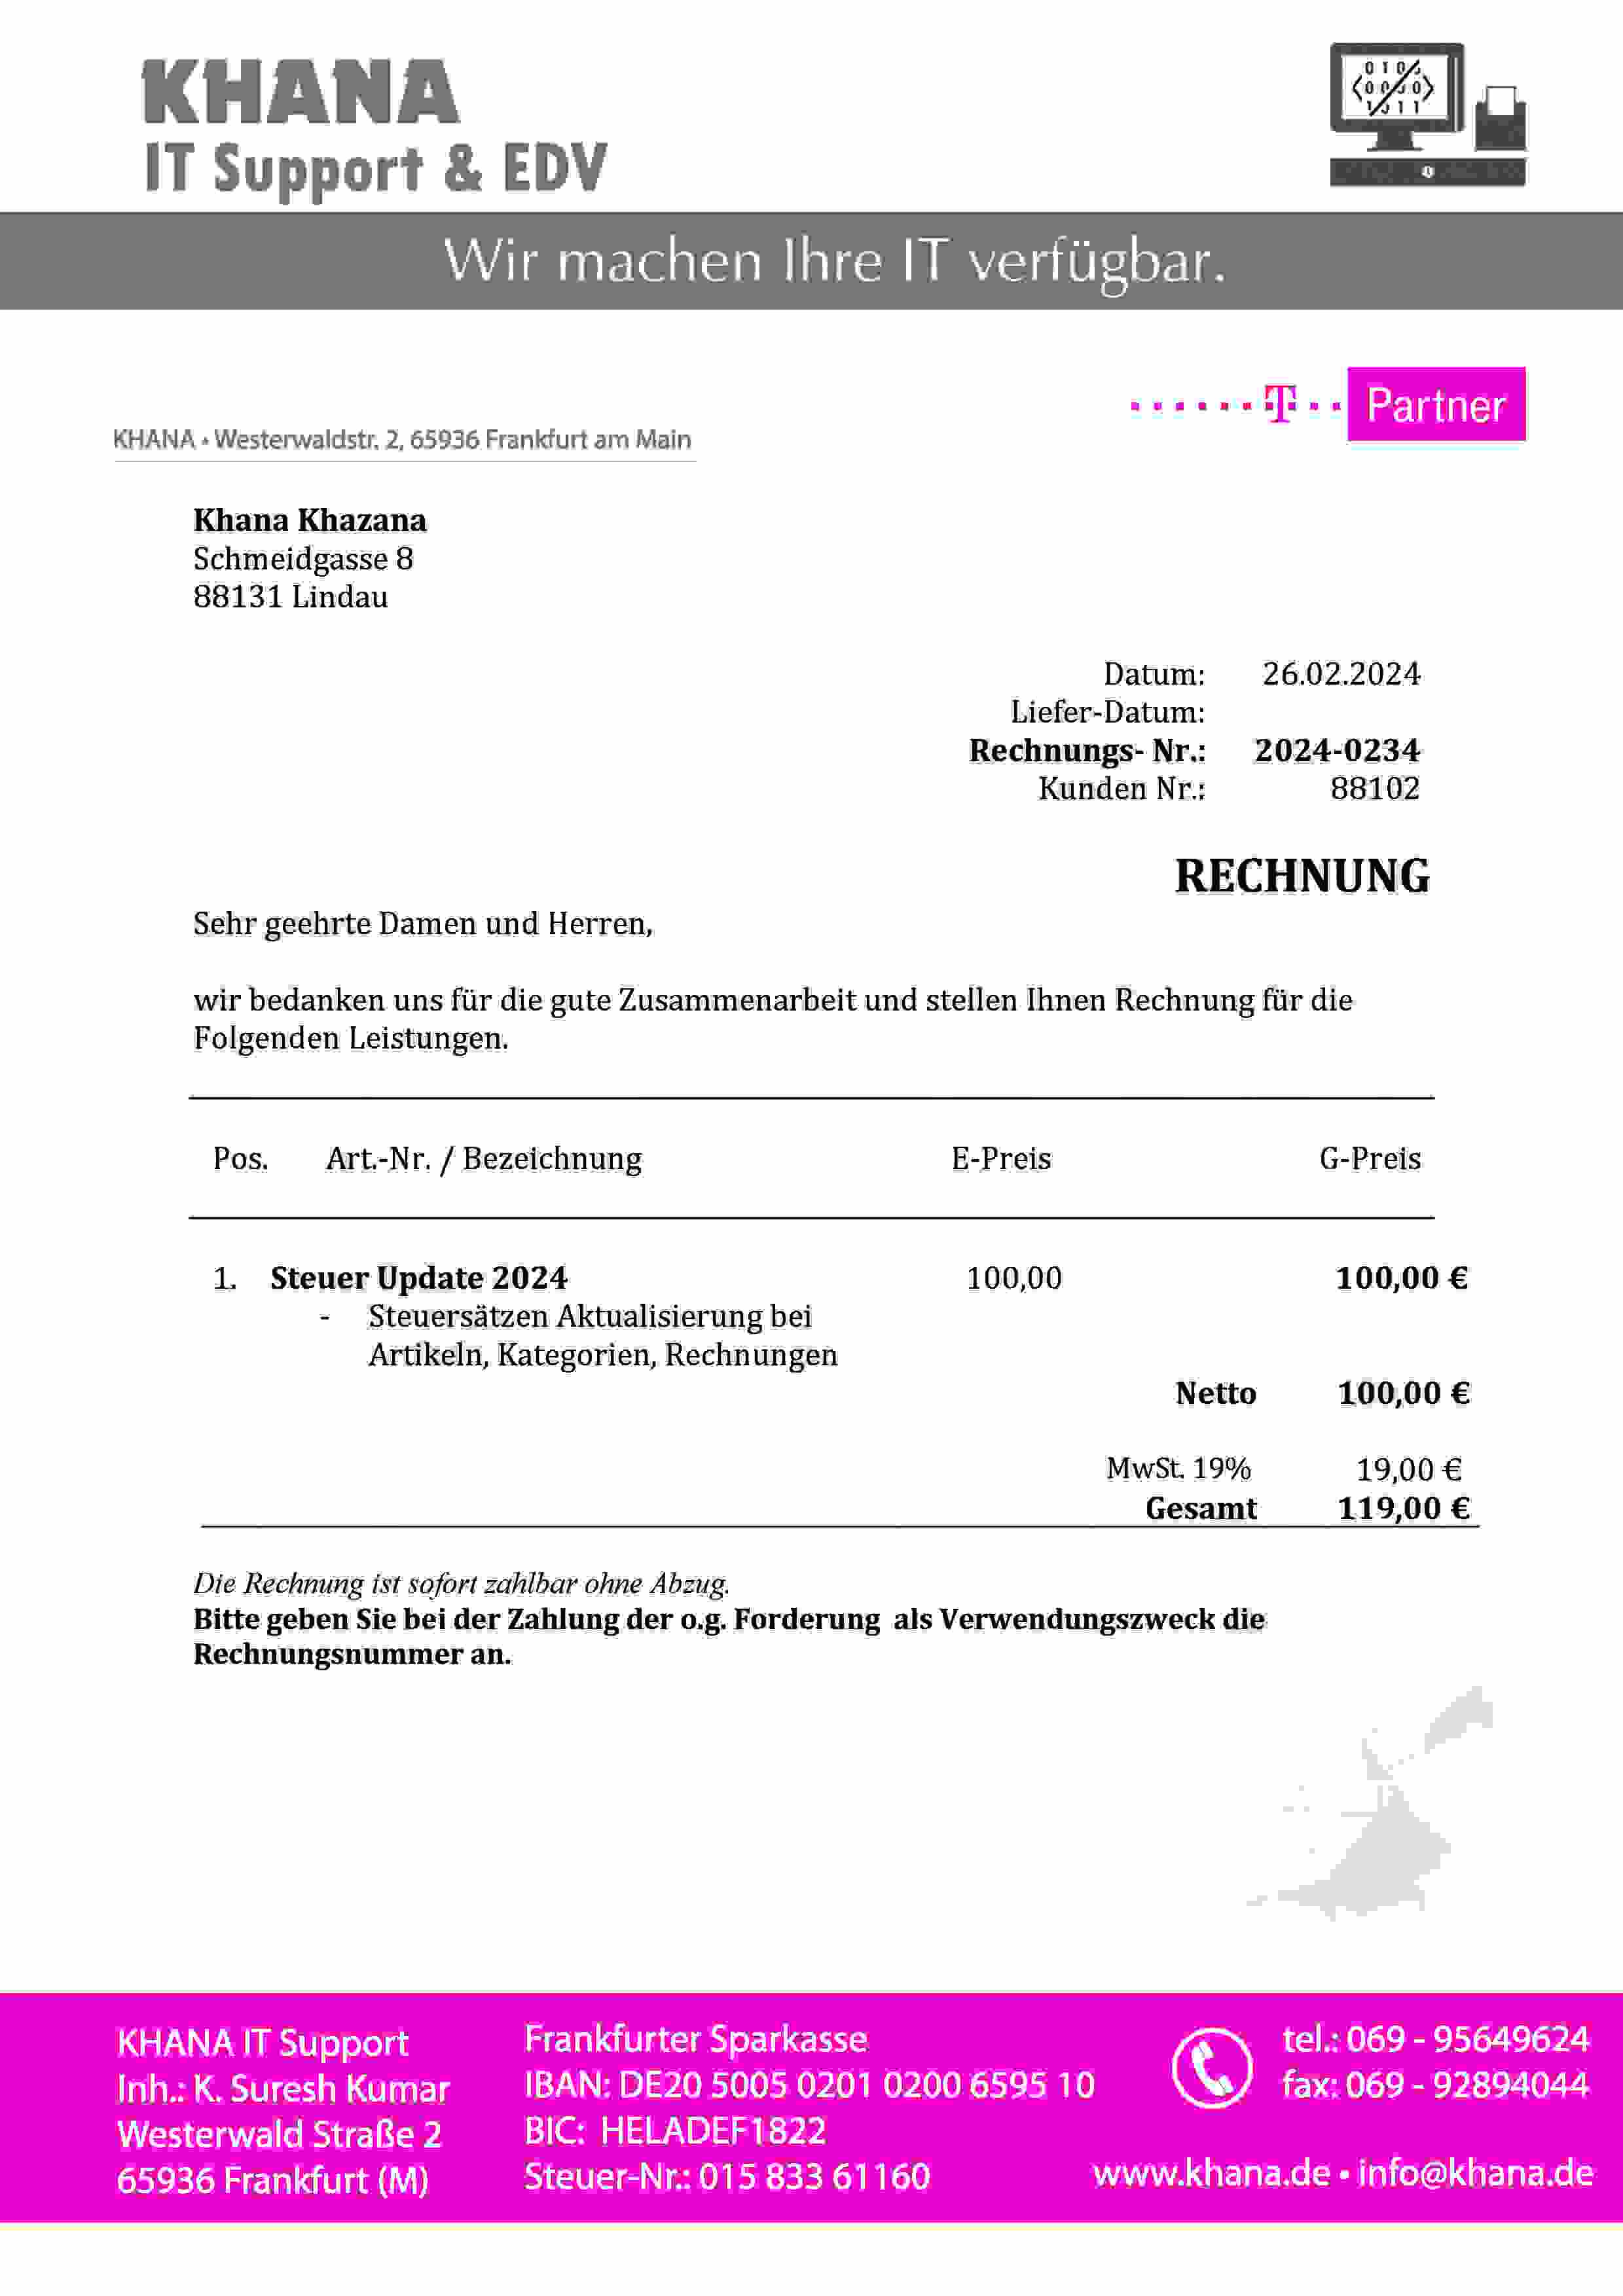 KHANA
IT Support & EDV
0 1 0
Wir machen Ihre IT verfügbar.
T Partner
KHANA • Westerwaldstr. 2, 65936 Frankfurt am Main
Khana Khazana
Schmeidgasse 8
88131 Lindau
Datum: 26.02.2024
Liefer-Datum:
Rechnungs- Nr.: 2024-0234
Kunden Nr.: 88102
RECHNUNG
Sehr geehrte Damen und Herren,
wir bedanken uns für die gute Zusammenarbeit und stellen Ihnen Rechnung für die
Folgenden Leistungen.
Pos. Art.-Nr. / Bezeichnung E-Preis G-Preis
1. Steuer Update 2024 100,00 100,00 €
- Steuersätzen Aktualisierung bei
Artikeln, Kategorien, Rechnungen
Netto 100,00 €
MwSt. 19% 19,00 €
Gesamt 119,00 €
Die Rechnung ist sofort zahlbar ohne Abzug.
Bitte geben Sie bei der Zahlung der o.g. Forderung als Verwendungszweck die
Rechnungsnummer an.
KHANA IT Support
Inh.: K. Suresh Kumar
Westerwald Straße 2
65936 Frankfurt (M)
Frankfurter Sparkasse
IBAN: DE20 5005 0201 0200 6595 10
BIC: HELADEF1822
Steuer-Nr.: 015 833 61160
tel.: 069 - 95649624
fax: 069 - 92894044
www.khana.de • info@khana.de